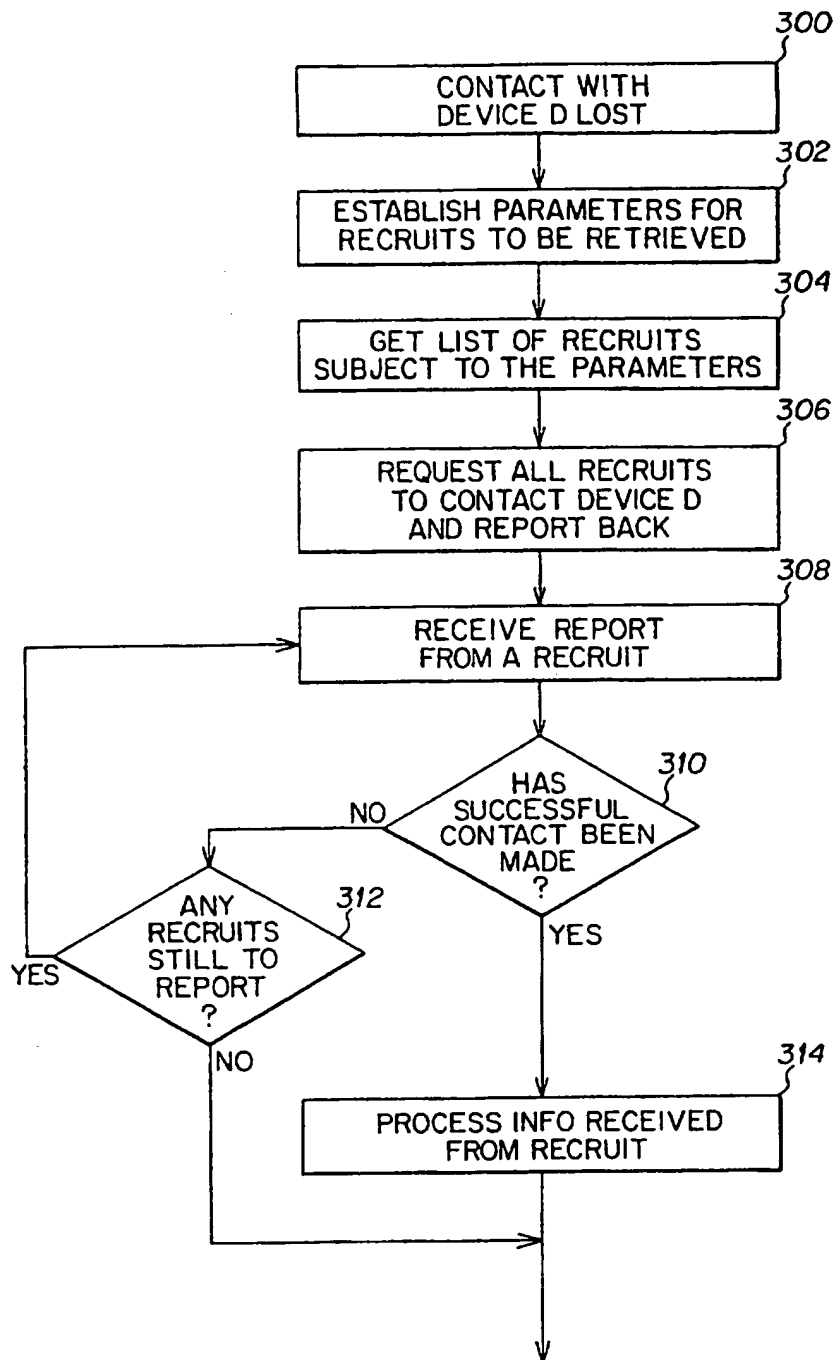 300
CONTACT WITH
DEVICE D LOST
302
ESTABLISH PARAMETERS FOR
RECRUITS TO BE RETRIEVED
304
GET LIST OF RECRUITS
SUBJECT TO THE PARAMETERS
306
REQUEST ALL RECRUITS
TO CONTACT DEVICE D
AND REPORT BACK
308
RECEIVE REPORT
FROM A RECRUIT
310
HAS
SUCCESSFUL
CONTACT BEEN
MADE
?
NO
YES
312
ANY
RECRUITS
STILL TO
REPORT
?
YES
NO
314
PROCESS INFO RECEIVED
FROM RECRUIT